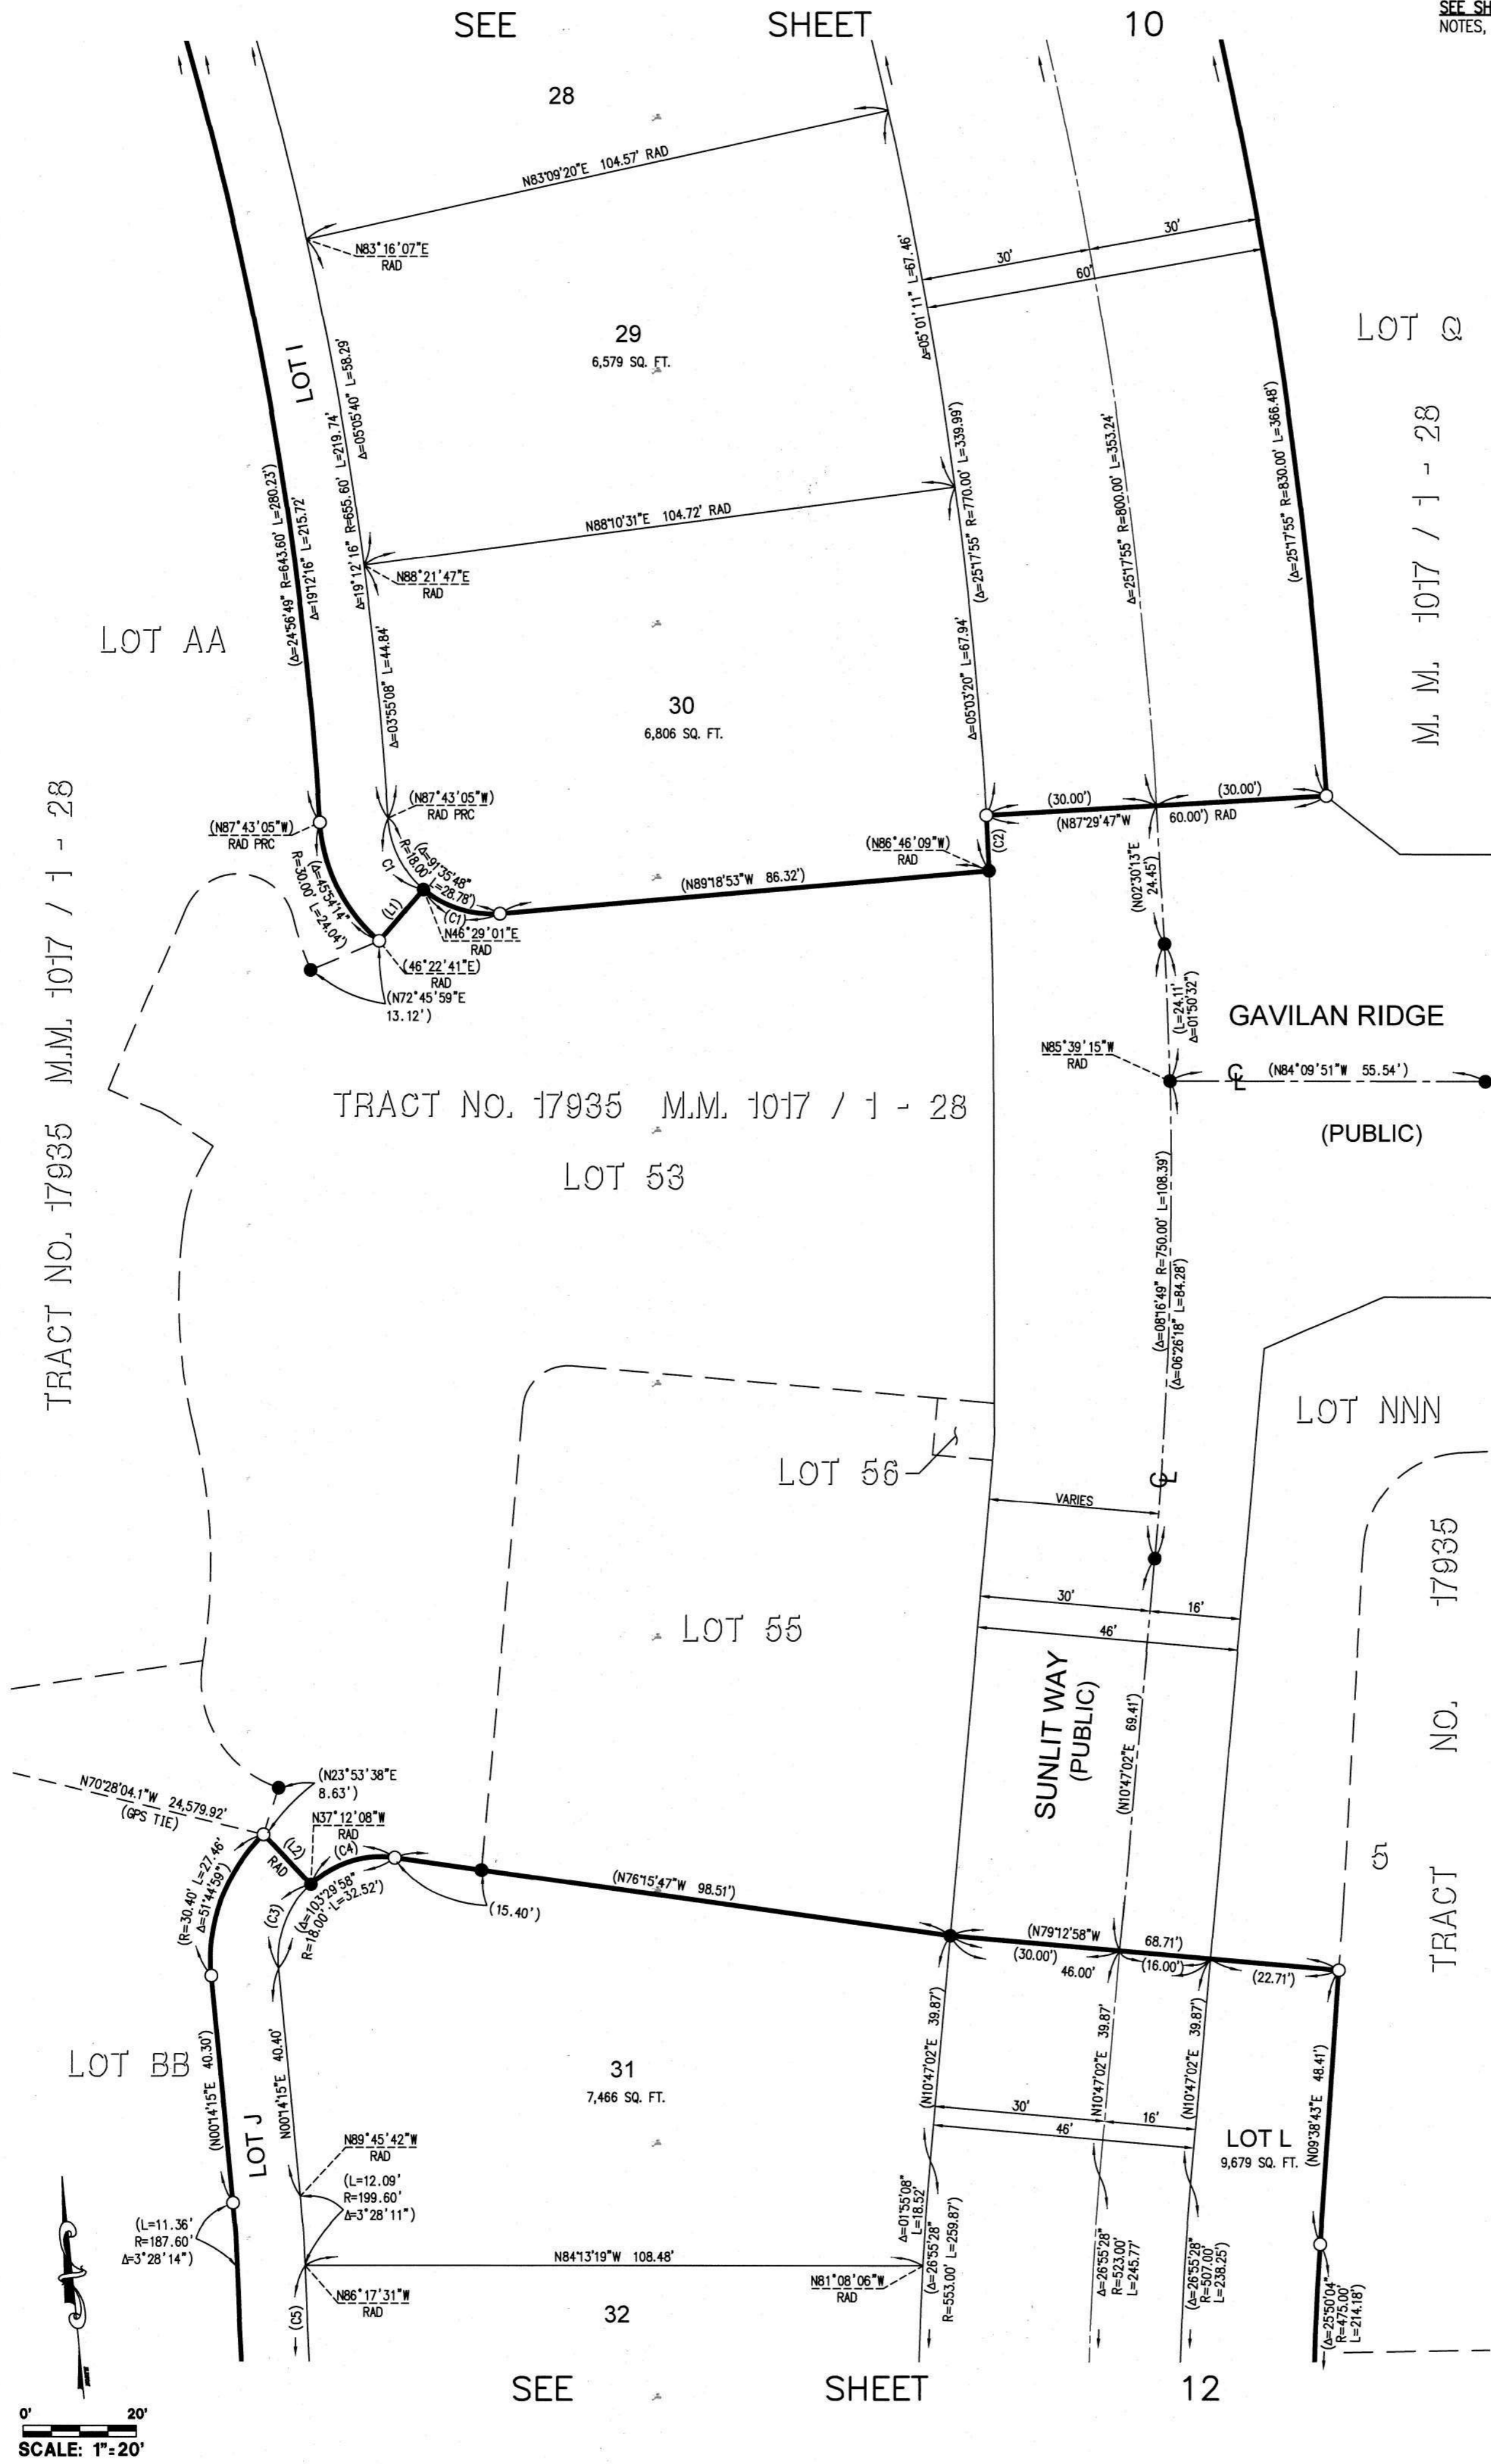 SEE SHEET 10
SEE SH
NOTES,
28
N83°09'20"E 104.57' RAD
N83°16'07"E
RAD
30'
30'
60'
Δ=05°01'11" L=67.46'
29
6,579 SQ. FT.
LOT Q
LOT I
Δ=05°05'40" L=58.29'
Δ=19°12'16" R=655.60' L=219.74'
(Δ=24°56'49" R=643.60' L=280.23')
Δ=19°12'16" L=215.72'
(Δ=25°17'55" R=770.00' L=339.99')
Δ=25°17'55" R=800.00' L=353.24'
(Δ=25°17'55" R=830.00' L=366.48')
M. M. 1017 / 1 - 28
N88°10'31"E 104.72' RAD
N88°21'47"E
RAD
LOT AA
Δ=03°55'08" L=44.84'
30
6,806 SQ. FT.
Δ=05°03'20" L=67.94'
(N87°43'05"W)
RAD PRC
(N87°43'05"W)
RAD PRC
(30.00')
(30.00')
(N87°29'47"W 60.00') RAD
(N86°46'09"W)
RAD
(C2)
(Δ=91°35'48"
R=18.00' L=28.78')
C1
(C1)
(Δ=45°54'14"
R=30.00' L=24.04')
(L1)
(N89°18'53"W 86.32')
N46°29'01"E
RAD
(46°22'41"E)
RAD
(N72°45'59"E
13.12')
(N02°30'13"E
24.45')
(L=24.11'
Δ=01°50'32")
GAVILAN RIDGE
N85°39'15"W
RAD
℄
(N84°09'51"W 55.54')
(PUBLIC)
TRACT NO. 17935 M.M. 1017 / 1 - 28
TRACT NO. 17935 M.M. 1017 / 1 - 28
LOT 53
(Δ=08°16'49" R=750.00' L=108.39')
(Δ=06°26'18" L=84.28')
LOT NNN
LOT 56
℄
VARIES
30'
16'
46'
LOT 55
SUNLIT WAY
(PUBLIC)
(N10°47'02"E 69.41')
TRACT NO. 17935
5
N70°28'04.1"W 24,579.92'
(GPS TIE)
(N23°53'38"E
8.63')
N37°12'08"W
RAD
(L2)
RAD
(C4)
(R=30.40' L=27.46'
Δ=51°44'59")
(C3)
(Δ=103°29'58"
R=18.00' L=32.52')
(15.40')
(N76°15'47"W 98.51')
(N79°12'58"W 68.71')
(30.00')
46.00'
(16.00')
(22.71')
(N10°47'02"E 39.87')
N10°47'02"E 39.87'
(N10°47'02"E 39.87')
LOT BB
(N00°14'15"E 40.30')
LOT J
N00°14'15"E 40.40'
31
7,466 SQ. FT.
30'
16'
46'
LOT L
9,679 SQ. FT.
(N09°38'43"E 48.41')
N89°45'42"W
RAD
(L=12.09'
R=199.60'
Δ=3°28'11")
(L=11.36'
R=187.60'
Δ=3°28'14")
N84°13'19"W 108.48'
N86°17'31"W
RAD
N81°08'06"W
RAD
(C5)
Δ=01°55'08"
L=18.52'
(Δ=26°55'28"
R=553.00' L=259.87')
Δ=26°55'28"
R=523.00'
L=245.77'
(Δ=26°55'28"
R=507.00'
L=238.25')
(Δ=25°50'04"
R=475.00'
L=214.18')
32
SEE SHEET 12
0' 20'
SCALE: 1"=20'